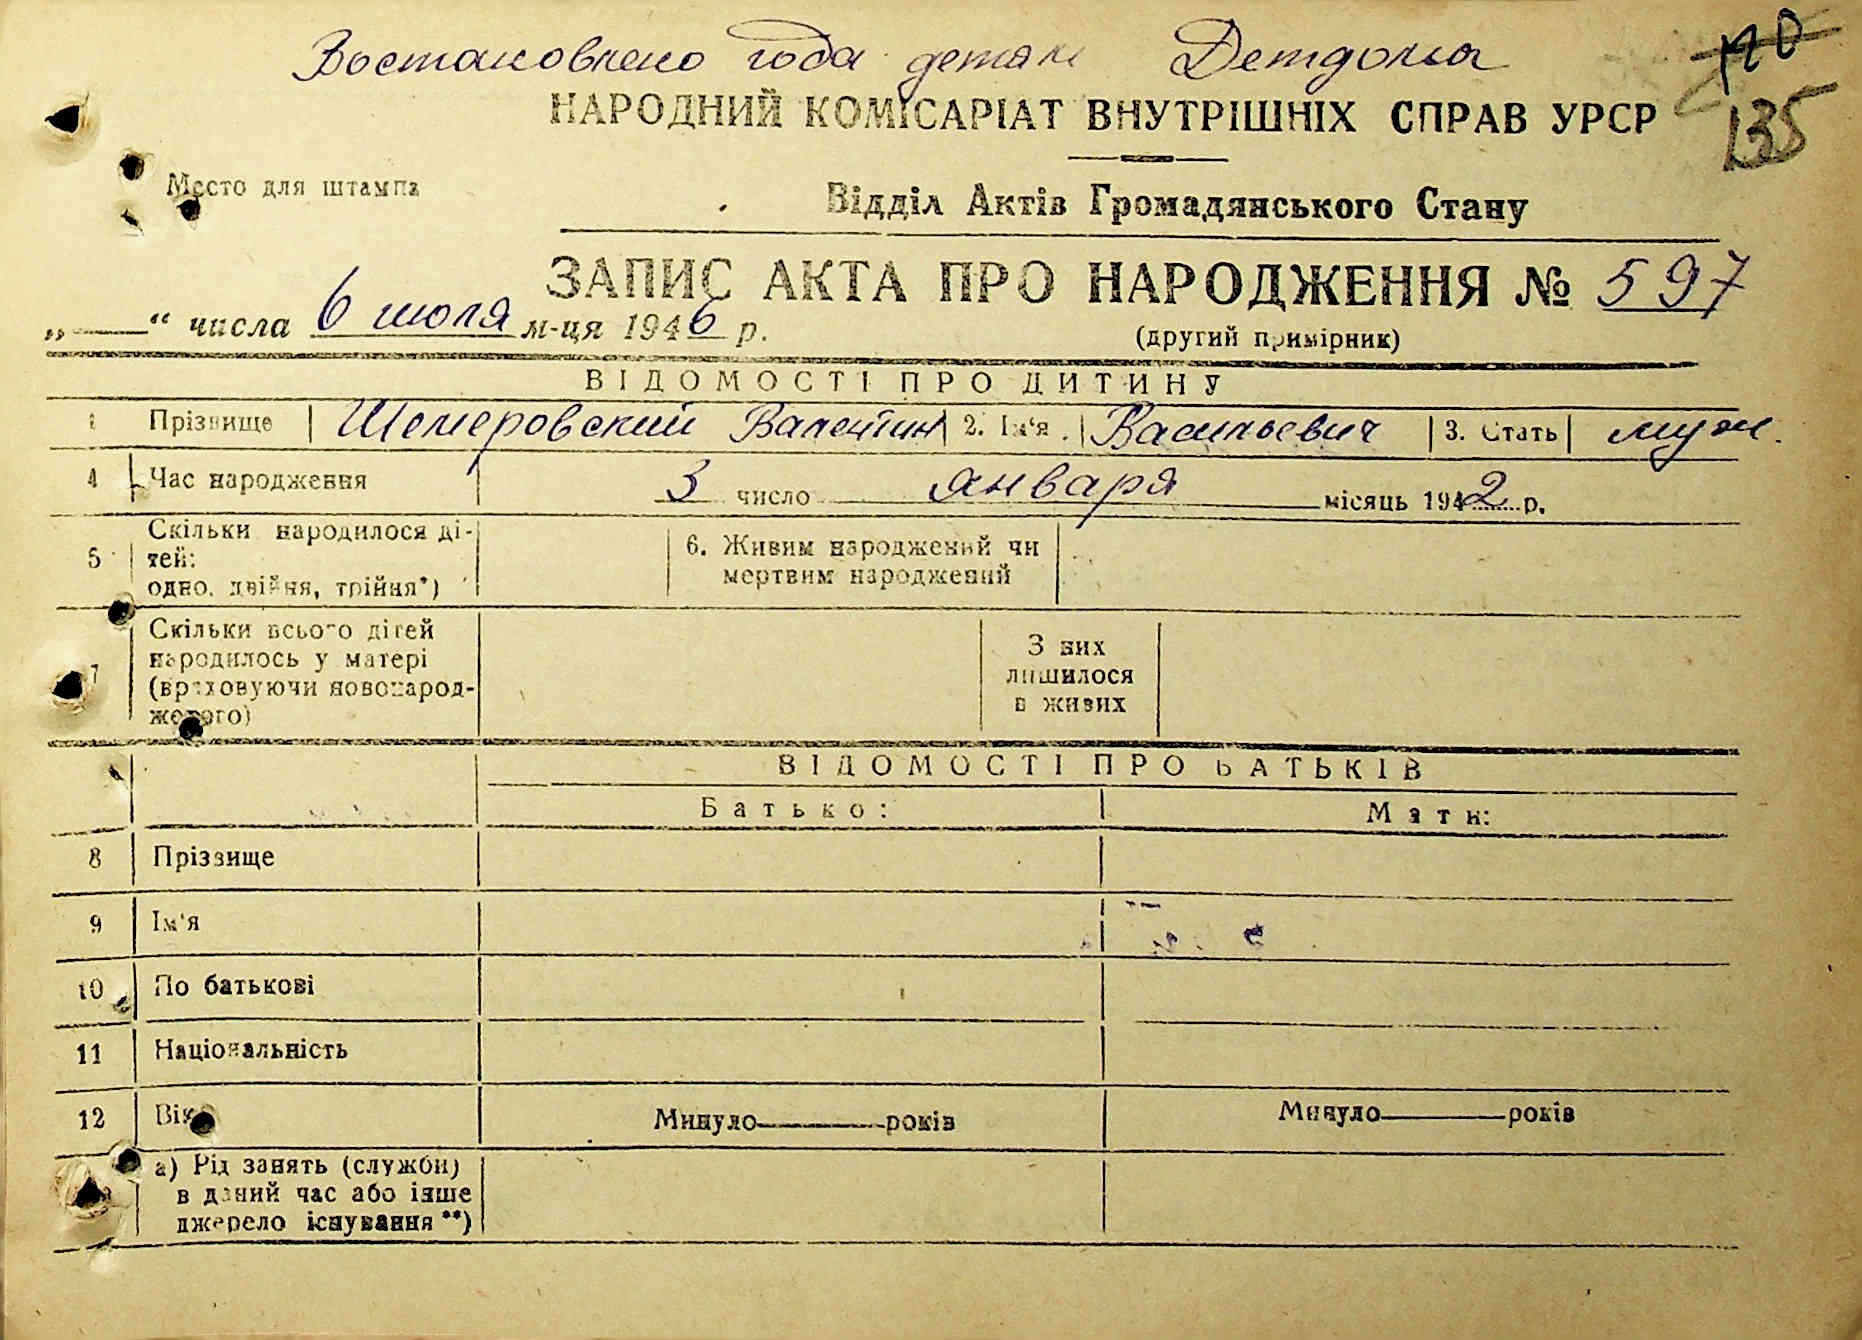 Востановлено года детям Детдома
110
135
НАРОДНИЙ КОМІСАРІАТ ВНУТРІШНІХ СПРАВ УРСР
Место для штампа
Відділ Актів Громадянського Стану
ЗАПИС АКТА ПРО НАРОДЖЕННЯ № 597
„—“ числа 6 июля м-ця 1946 р.
(другий примірник)
ВІДОМОСТІ ПРО ДИТИНУ
1 Прізвище Шемеровский Валентин 2. Ім'я Васильевич 3. Стать муж.
4 Час народження 3 число января місяць 1942 р.
5 Скільки народилося ді-
тей:
одно, двійня, трійня*)
6. Живим народжений чи
мертвим народжений
7 Скільки всього дітей
народилось у матері
(враховуючи новонарод-
женого)
З них
лишилося
в живих
ВІДОМОСТІ ПРО БАТЬКІВ
Батько: Мати:
8 Прізвище
9 Ім'я
10 По батькові
11 Національність
12 Вік Минуло———років Минуло———років
а) Рід занять (служби)
в даний час або інше
джерело існування**)